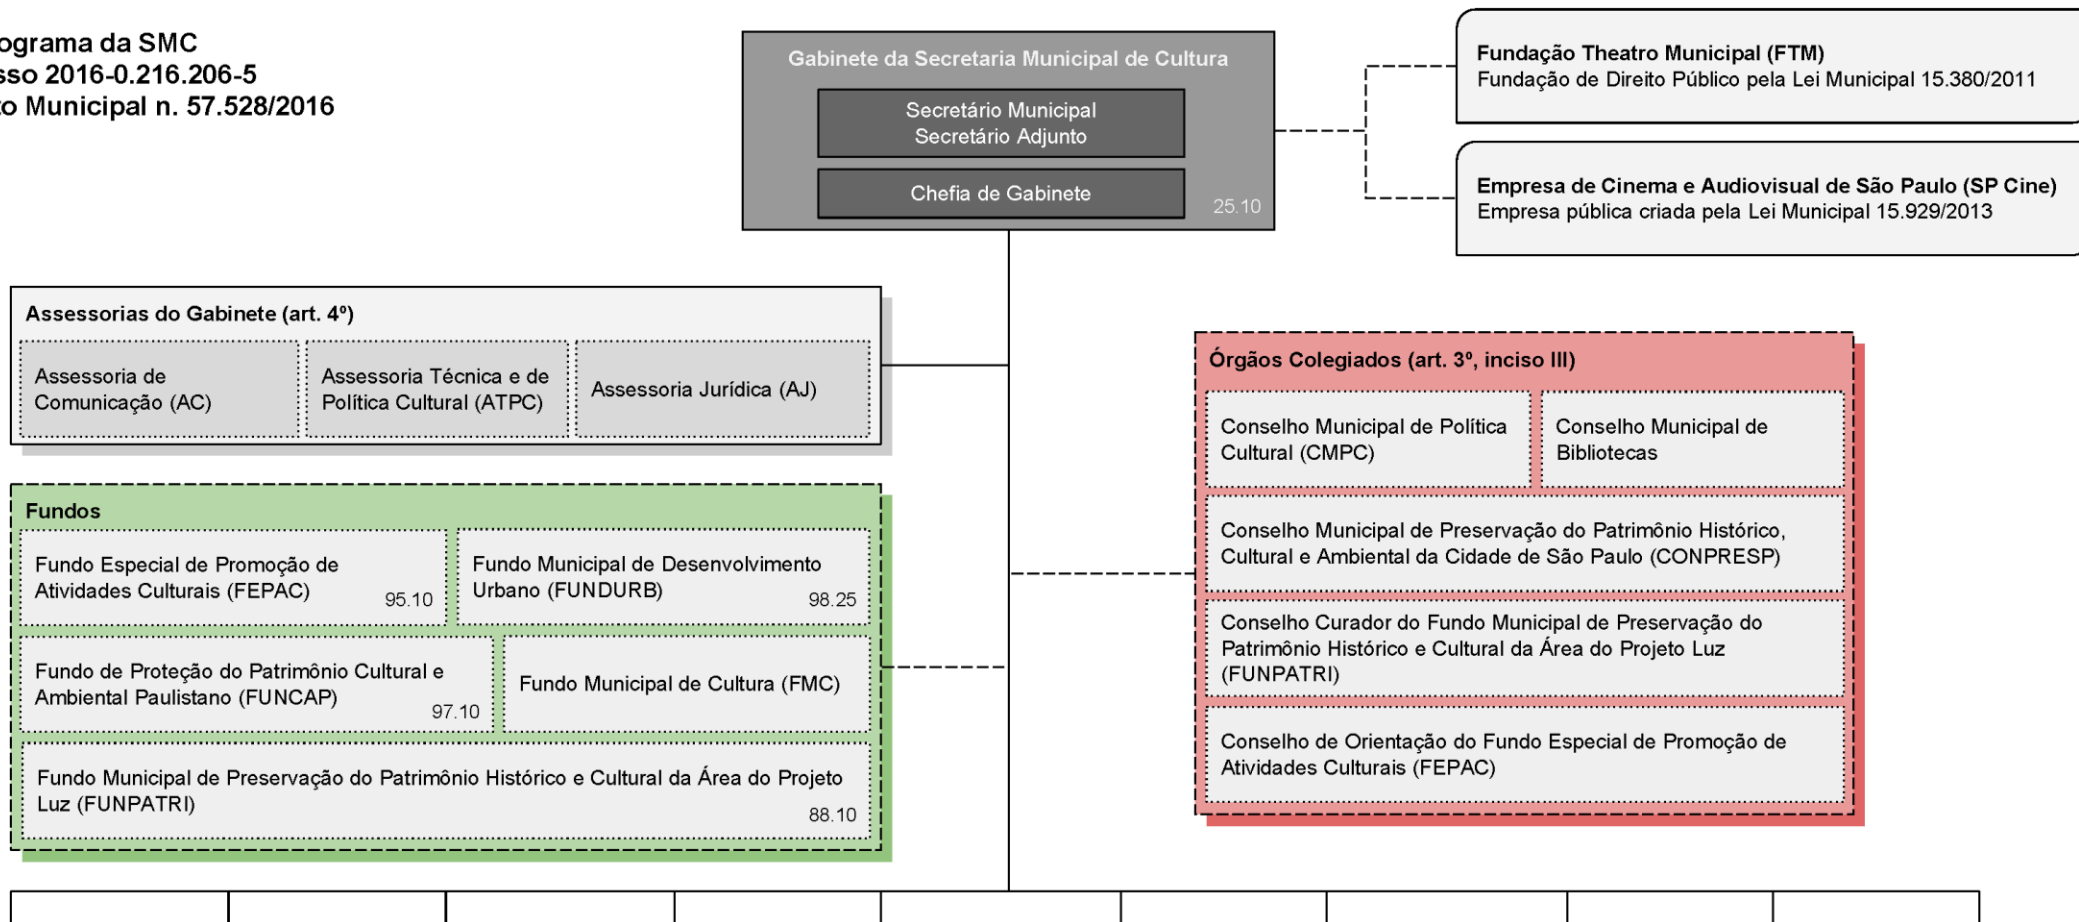 ograma da SMC
sso 2016-0.216.206-5
o Municipal n. 57.528/2016
Gabinete da Secretaria Municipal de Cultura
Secretário Municipal
Secretário Adjunto
Chefia de Gabinete
25.10
Fundação Theatro Municipal (FTM)
Fundação de Direito Público pela Lei Municipal 15.380/2011
Empresa de Cinema e Audiovisual de São Paulo (SP Cine)
Empresa pública criada pela Lei Municipal 15.929/2013
Assessorias do Gabinete (art. 4º)
Assessoria de
Comunicação (AC)
Assessoria Técnica e de
Política Cultural (ATPC)
Assessoria Jurídica (AJ)
Fundos
Fundo Especial de Promoção de
Atividades Culturais (FEPAC)
95.10
Fundo Municipal de Desenvolvimento
Urbano (FUNDURB)
98.25
Fundo de Proteção do Patrimônio Cultural e
Ambiental Paulistano (FUNCAP)
97.10
Fundo Municipal de Cultura (FMC)
Fundo Municipal de Preservação do Patrimônio Histórico e Cultural da Área do Projeto
Luz (FUNPATRI)
88.10
Órgãos Colegiados (art. 3º, inciso III)
Conselho Municipal de Política
Cultural (CMPC)
Conselho Municipal de
Bibliotecas
Conselho Municipal de Preservação do Patrimônio Histórico,
Cultural e Ambiental da Cidade de São Paulo (CONPRESP)
Conselho Curador do Fundo Municipal de Preservação do
Patrimônio Histórico e Cultural da Área do Projeto Luz
(FUNPATRI)
Conselho de Orientação do Fundo Especial de Promoção de
Atividades Culturais (FEPAC)